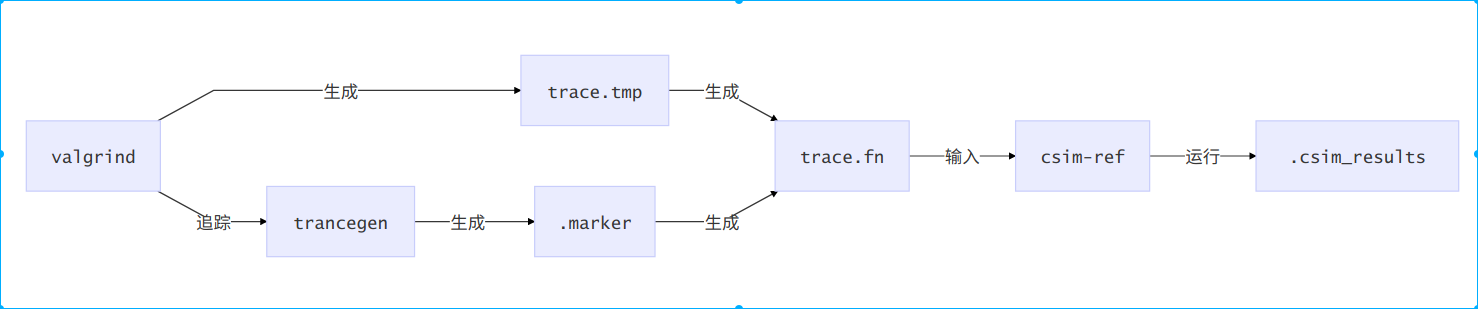 valgrind
生成
trace.tmp
生成
追踪
trancegen
生成
.marker
生成
trace.fn
输入
csim-ref
运行
.csim_results